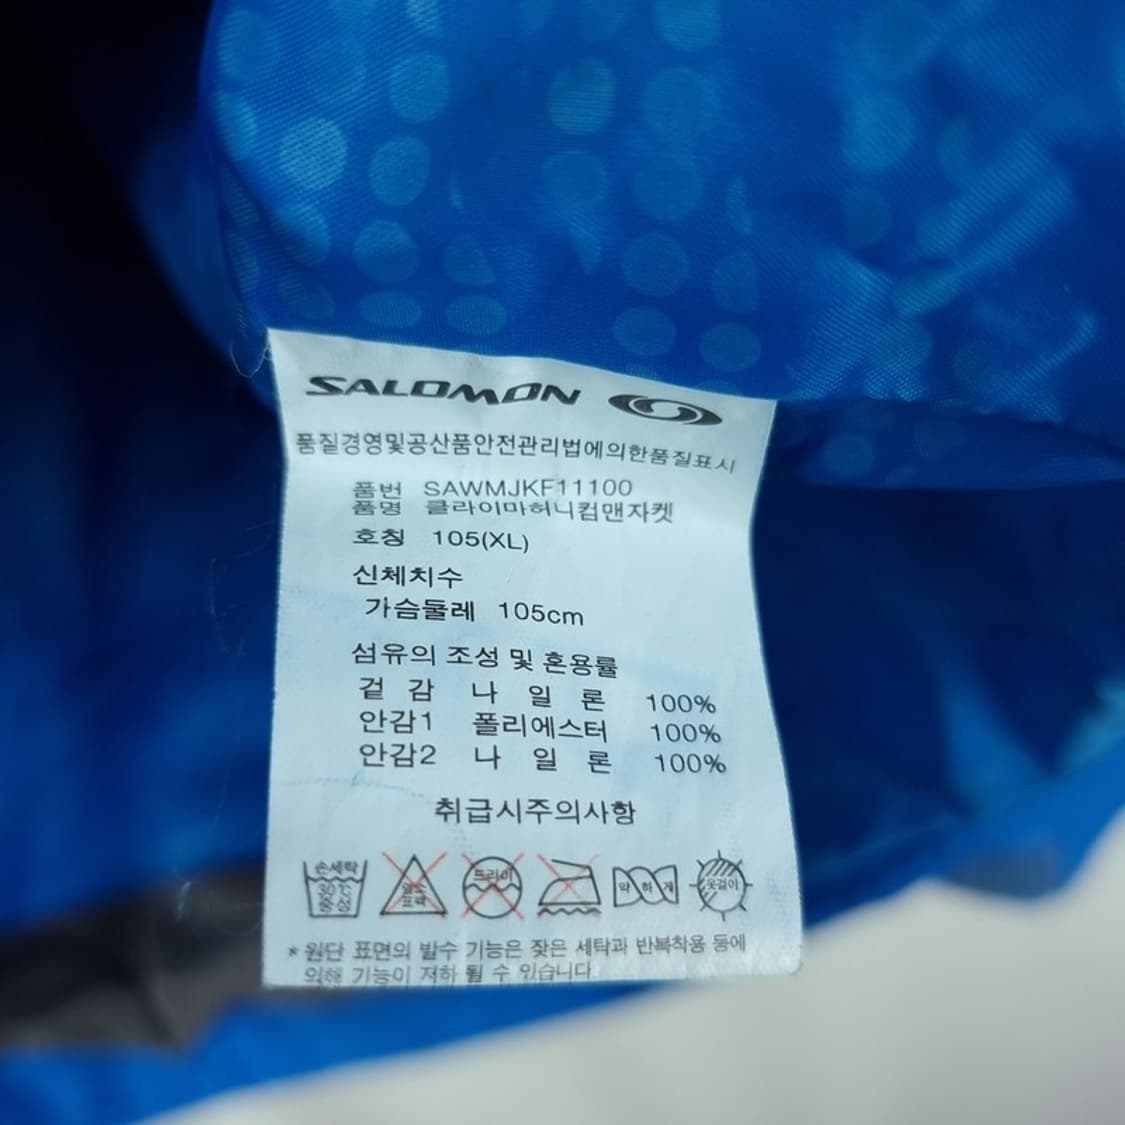 SALOMON
품질경영및공산품안전관리법에의한품질표시
품번 SAWMJKF11100
품명 클라이마허니컴맨자켓
호칭 105(XL)
신체치수
가슴둘레 105cm
섬유의 조성 및 혼용률
겉 감 나 일 론 100%
안감1 폴리에스터 100%
안감2 나 일 론 100%
취급시주의사항
손세탁 30℃ 중성 염소 표백 드라이 약하게 옷걸이
* 원단 표면의 발수 기능은 잦은 세탁과 반복착용 등에
의해 기능이 저하 될 수 있습니다.